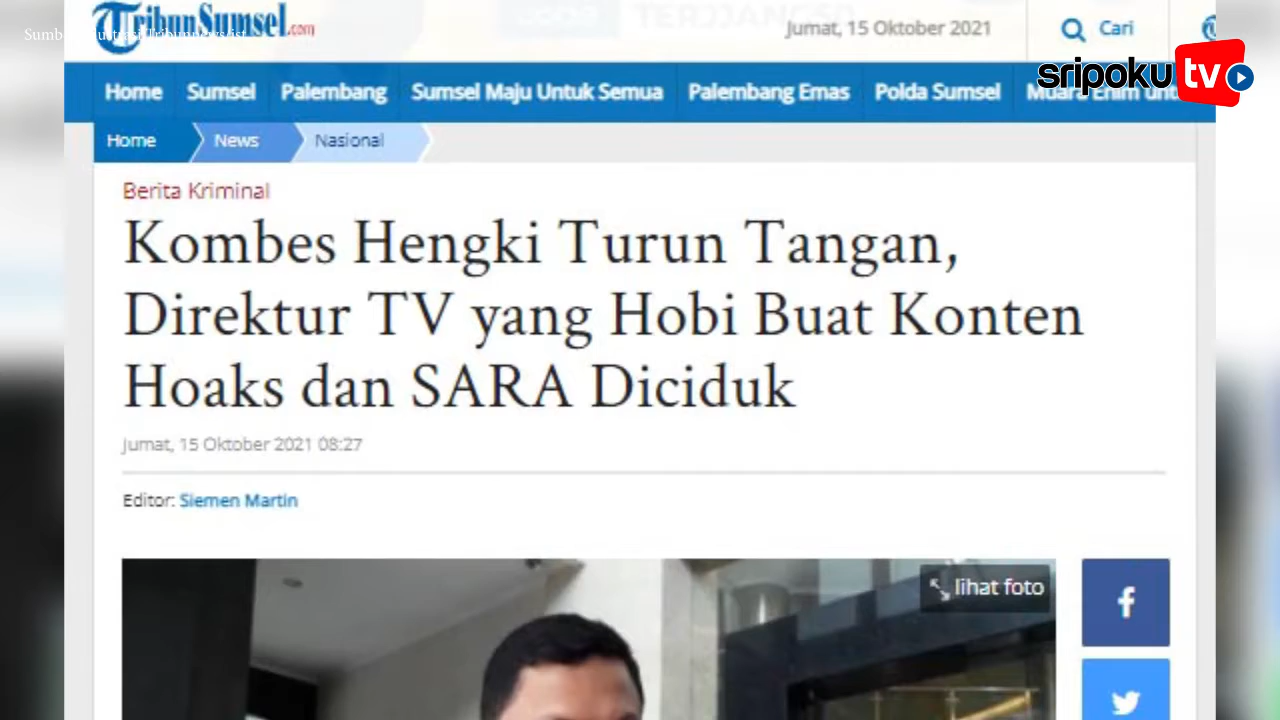 TribunSumsel.com
Jumat, 15 Oktober 2021
Cari
sripoku tv
Home
Sumsel
Palembang
Sumsel Maju Untuk Semua
Palembang Emas
Polda Sumsel
Muara Enim
Home
News
Nasional
Berita Kriminal
Kombes Hengki Turun Tangan,
Direktur TV yang Hobi Buat Konten
Hoaks dan SARA Diciduk
Jumat, 15 Oktober 2021 08:27
Editor: Siemen Martin
lihat foto